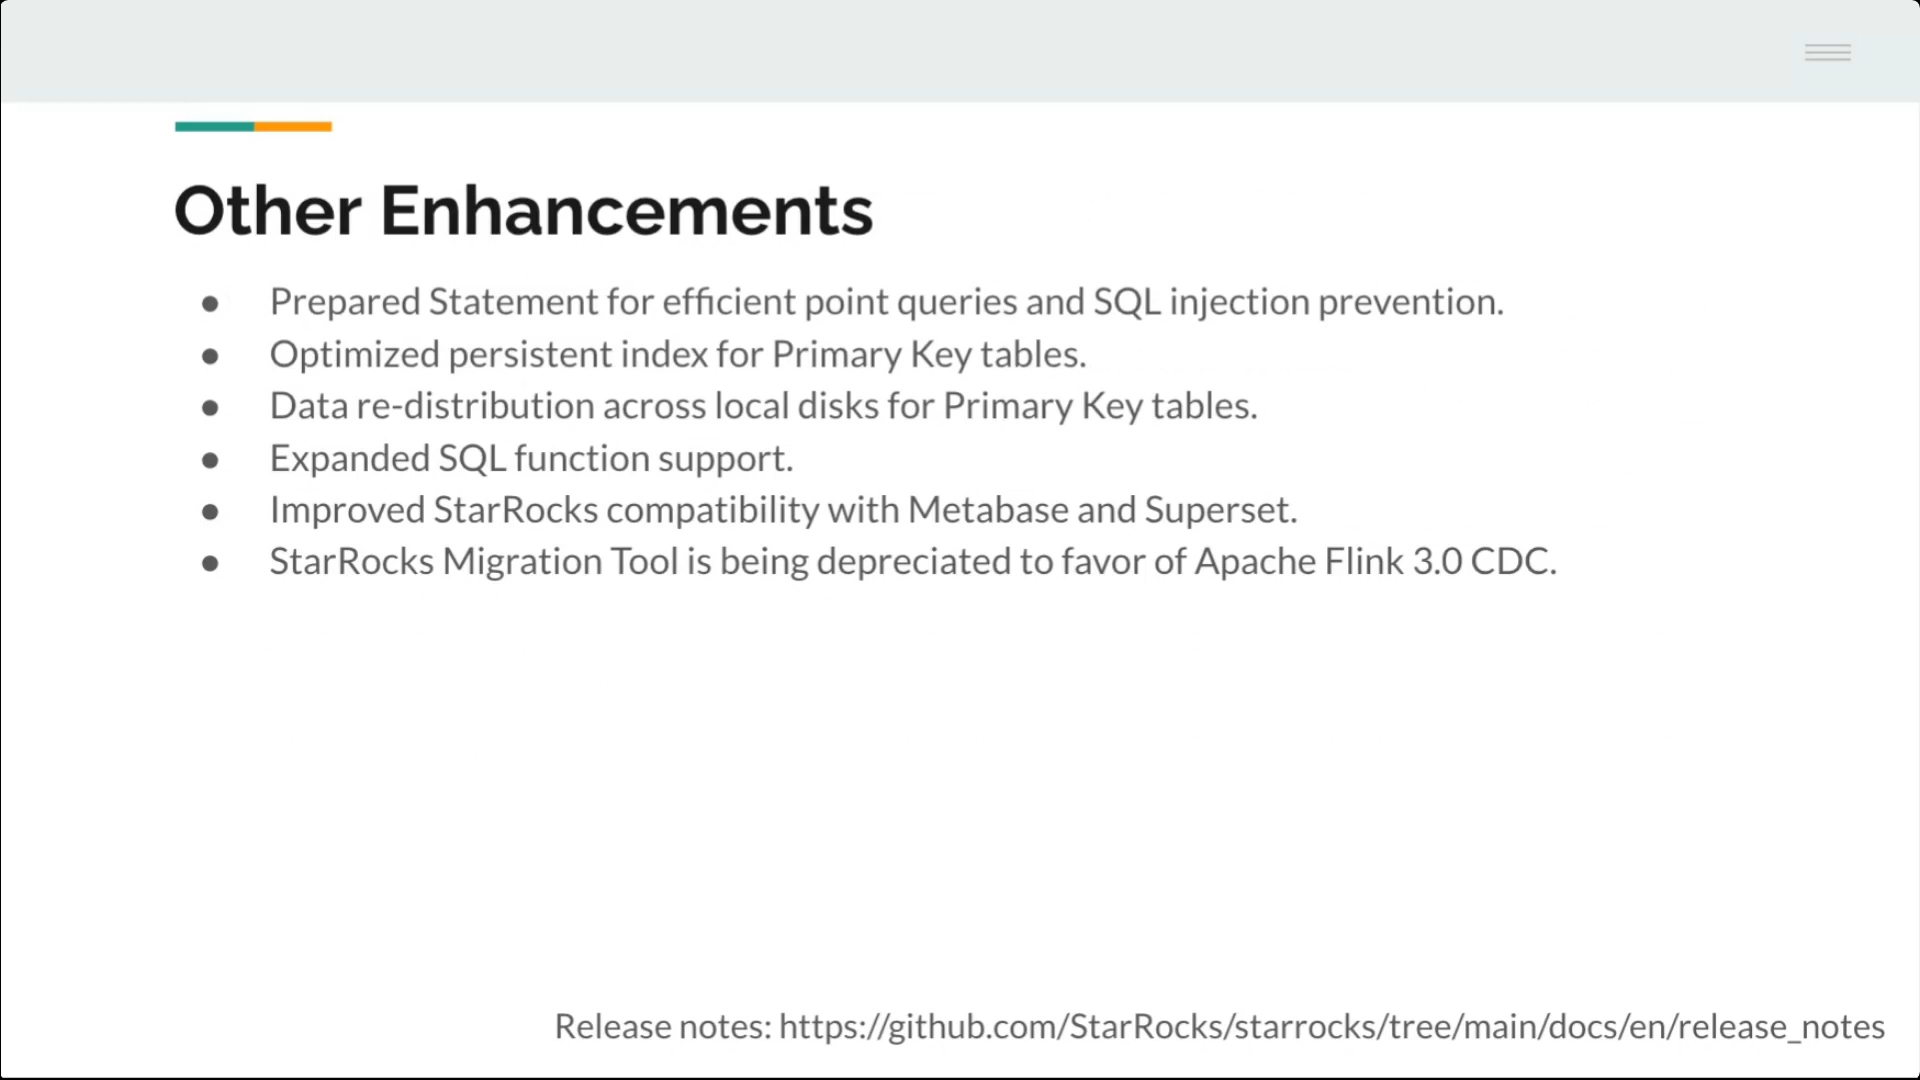 Other Enhancements
● Prepared Statement for efficient point queries and SQL injection prevention.
● Optimized persistent index for Primary Key tables.
● Data re-distribution across local disks for Primary Key tables.
● Expanded SQL function support.
● Improved StarRocks compatibility with Metabase and Superset.
● StarRocks Migration Tool is being depreciated to favor of Apache Flink 3.0 CDC.
Release notes: https://github.com/StarRocks/starrocks/tree/main/docs/en/release_notes